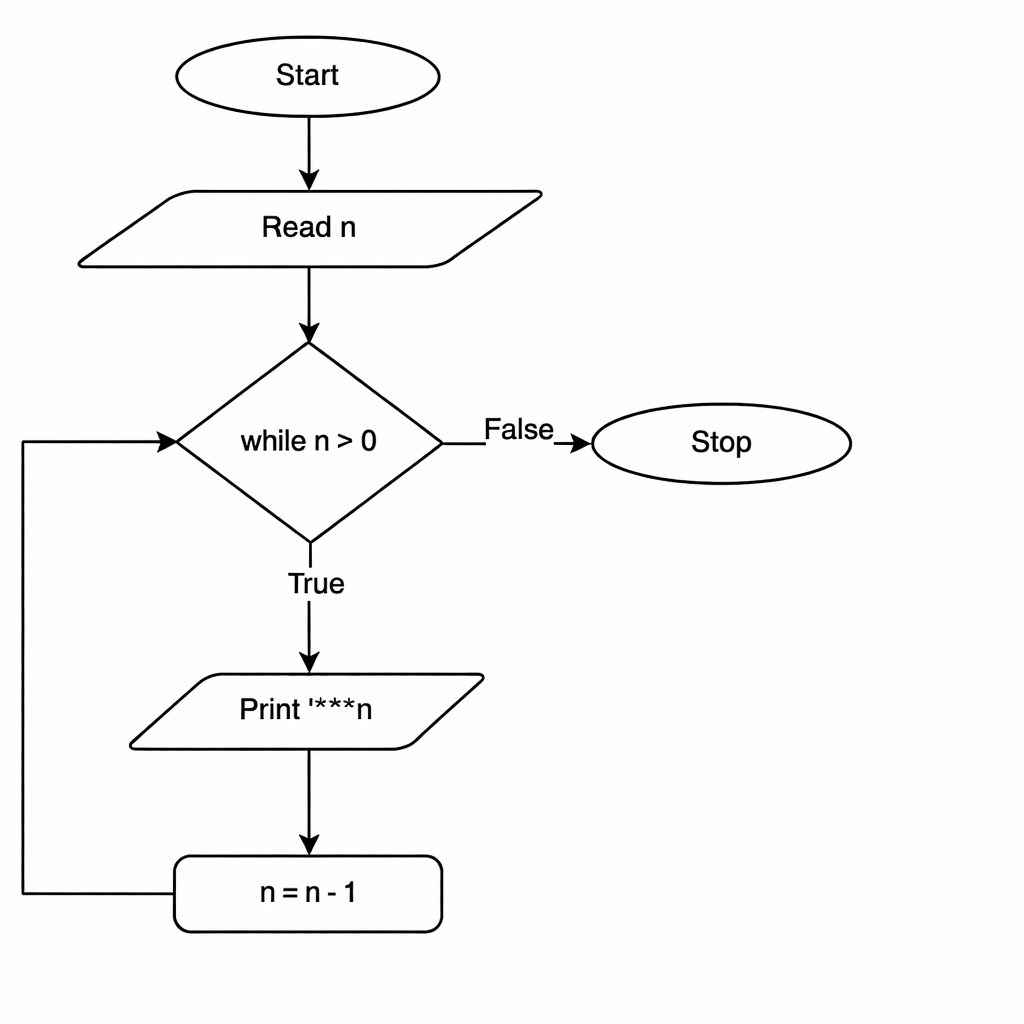 Start
Read n
while n > 0
False
Stop
True
Print '***n
n = n - 1